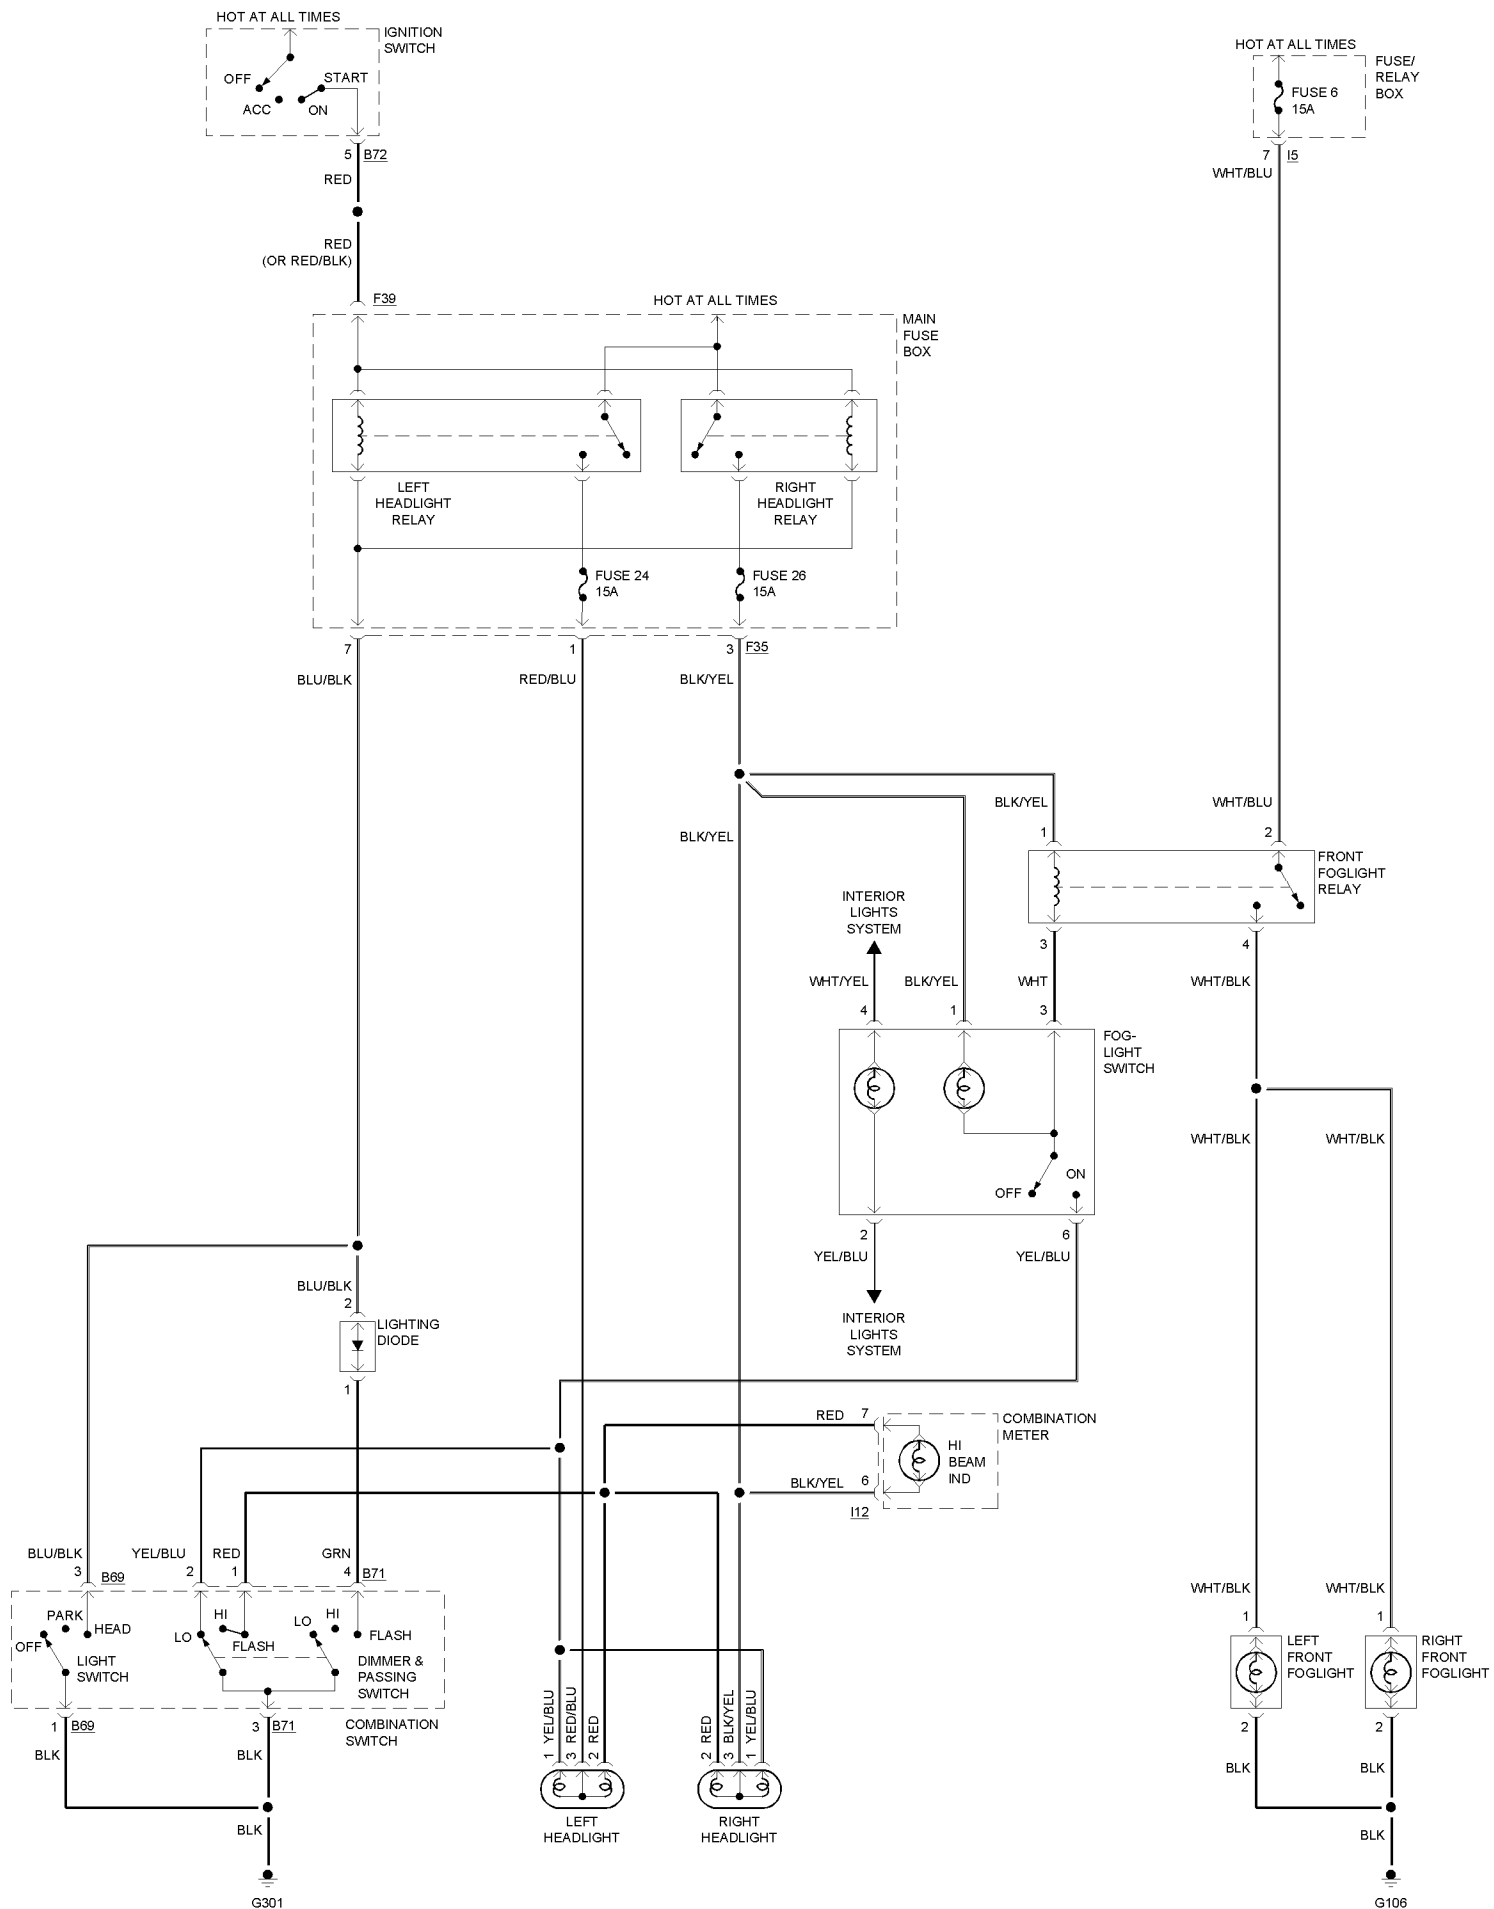 HOT AT ALL TIMES
IGNITION
SWITCH
OFF
START
ACC
ON
5
B72
RED
RED
(OR RED/BLK)
F39
HOT AT ALL TIMES
FUSE/
RELAY
BOX
FUSE 6
15A
7
I5
WHT/BLU
HOT AT ALL TIMES
MAIN
FUSE
BOX
LEFT
HEADLIGHT
RELAY
RIGHT
HEADLIGHT
RELAY
FUSE 24
15A
FUSE 26
15A
7
1
3
F35
BLU/BLK
RED/BLU
BLK/YEL
BLK/YEL
BLK/YEL
WHT/BLU
1
2
FRONT
FOGLIGHT
RELAY
INTERIOR
LIGHTS
SYSTEM
3
4
WHT/YEL
BLK/YEL
WHT
WHT/BLK
4
1
3
FOG-
LIGHT
SWITCH
WHT/BLK
WHT/BLK
ON
OFF
2
6
YEL/BLU
YEL/BLU
INTERIOR
LIGHTS
SYSTEM
BLU/BLK
2
LIGHTING
DIODE
1
RED
7
COMBINATION
METER
HI
BEAM
IND
BLK/YEL
6
I12
BLU/BLK
YEL/BLU
RED
GRN
3
B69
2
1
4
B71
PARK
HEAD
OFF
LIGHT
SWITCH
HI
LO
FLASH
HI
LO
FLASH
DIMMER &
PASSING
SWITCH
1
B69
3
B71
COMBINATION
SWITCH
BLK
BLK
BLK
G301
1 YEL/BLU
3 RED/BLU
2 RED
2 RED
3 BLK/YEL
1 YEL/BLU
LEFT
HEADLIGHT
RIGHT
HEADLIGHT
WHT/BLK
WHT/BLK
1
1
LEFT
FRONT
FOGLIGHT
RIGHT
FRONT
FOGLIGHT
2
2
BLK
BLK
BLK
G106